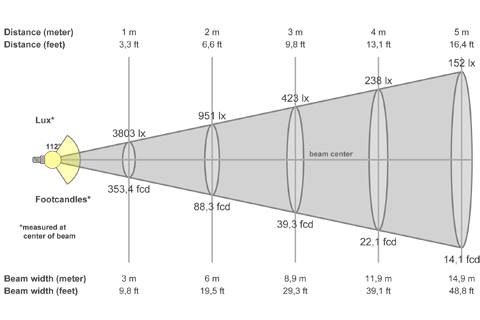 Distance (meter) 1 m 2 m 3 m 4 m 5 m
Distance (feet) 3,3 ft 6,6 ft 9,8 ft 13,1 ft 16,4 ft
152 lx
238 lx
423 lx
951 lx
Lux*
3803 lx
112°
beam center
353,4 fcd
Footcandles*
88,3 fcd
39,3 fcd
*measured at
center of beam
22,1 fcd
14,1 fcd
Beam width (meter) 3 m 6 m 8,9 m 11,9 m 14,9 m
Beam width (feet) 9,8 ft 19,5 ft 29,3 ft 39,1 ft 48,8 ft